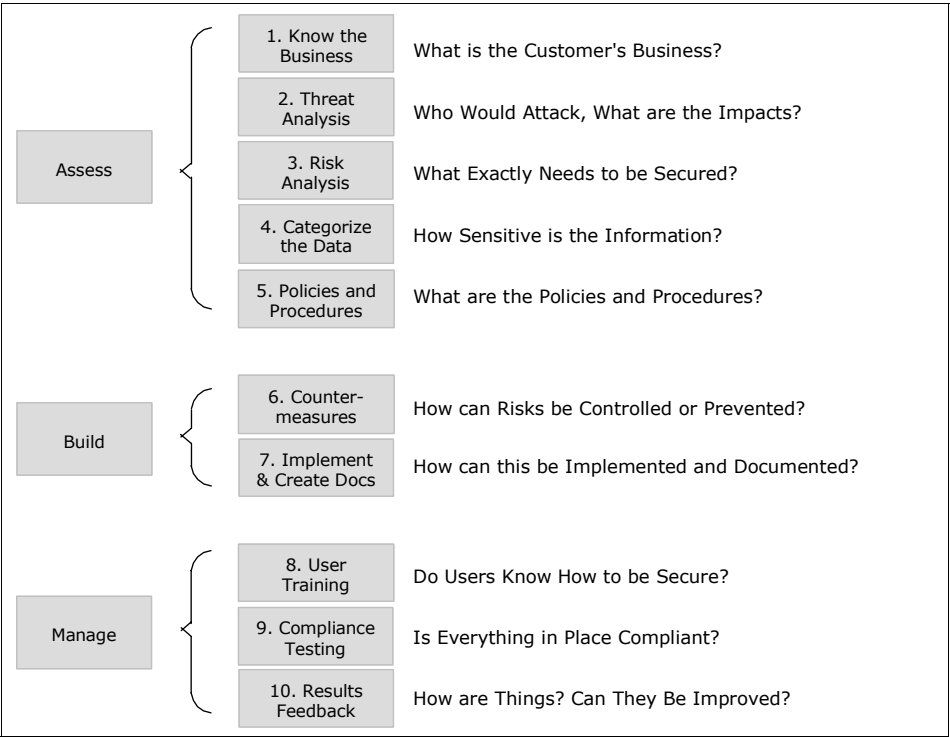 1. Know the
Business
What is the Customer's Business?
2. Threat
Analysis
Who Would Attack, What are the Impacts?
Assess
3. Risk
Analysis
What Exactly Needs to be Secured?
4. Categorize
the Data
How Sensitive is the Information?
5. Policies and
Procedures
What are the Policies and Procedures?
Build
6. Counter-
measures
How can Risks be Controlled or Prevented?
7. Implement
& Create Docs
How can this be Implemented and Documented?
Manage
8. User
Training
Do Users Know How to be Secure?
9. Compliance
Testing
Is Everything in Place Compliant?
10. Results
Feedback
How are Things? Can They Be Improved?